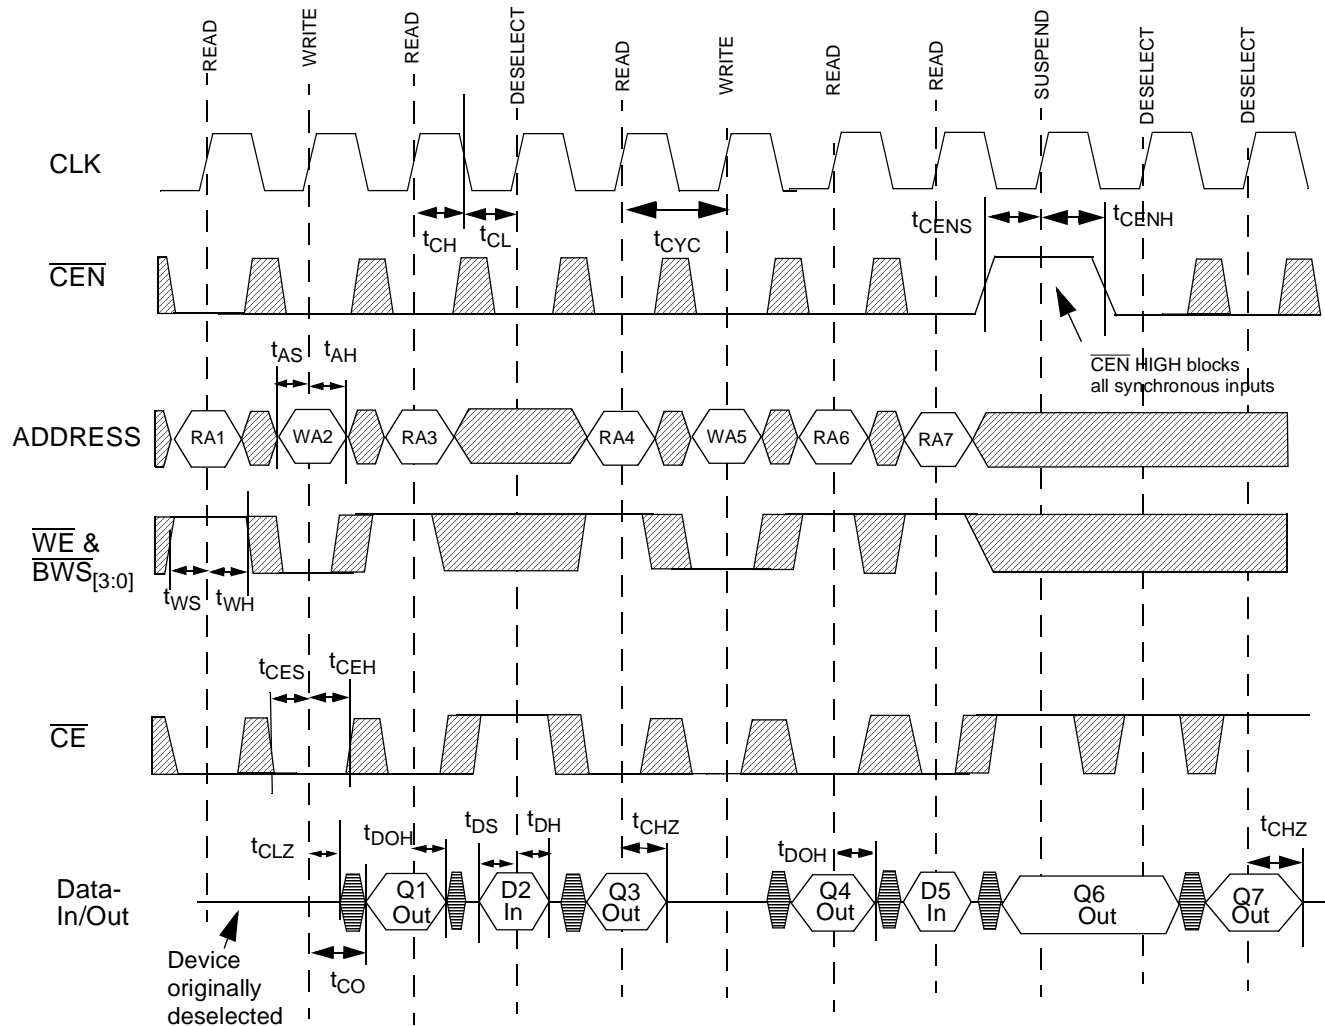 READ
WRITE
READ
DESELECT
READ
WRITE
READ
READ
SUSPEND
DESELECT
DESELECT
CLK
tCH
tCL
tCYC
tCENS
tCENH
CEN
CEN HIGH blocks
all synchronous inputs
tAS
tAH
ADDRESS
RA1
WA2
RA3
RA4
WA5
RA6
RA7
WE &
BWS[3:0]
tWS
tWH
tCES
tCEH
CE
tCLZ
tDOH
tDS
tDH
tCHZ
tDOH
tCHZ
Data-
In/Out
Q1
Out
D2
In
Q3
Out
Q4
Out
D5
In
Q6
Out
Q7
Out
tCO
Device
originally
deselected